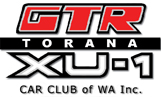 GTR
TORANA
XU-1
CAR CLUB of WA Inc.